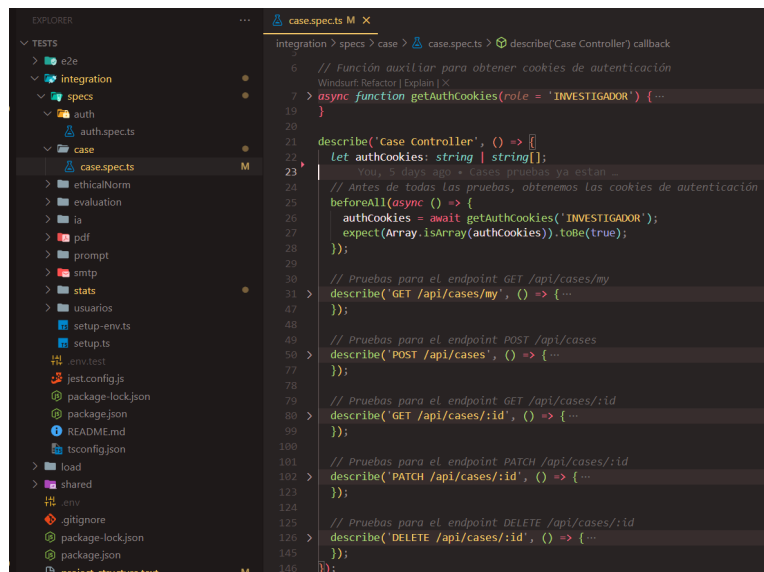 EXPLORER
TESTS
e2e
integration
specs
auth
auth.spec.ts
case
case.spec.ts M
ethicalNorm
evaluation
ia
pdf
prompt
smtp
stats
usuarios
setup-env.ts
setup.ts
.env.test
jest.config.js
package-lock.json
package.json
README.md
tsconfig.json
load
shared
.env
.gitignore
package-lock.json
package.json
project-structure.text M
case.spec.ts M
integration > specs > case > case.spec.ts > describe('Case Controller') callback
5
6 // Función auxiliar para obtener cookies de autenticación
Windsurf: Refactor | Explain | X
7 async function getAuthCookies(role = 'INVESTIGADOR') {…
19 }
20
21 describe('Case Controller', () => {
22 let authCookies: string | string[];
23 You, 5 days ago • Cases pruebas ya estan …
24 // Antes de todas las pruebas, obtenemos las cookies de autenticación
25 beforeAll(async () => {
26 authCookies = await getAuthCookies('INVESTIGADOR');
27 expect(Array.isArray(authCookies)).toBe(true);
28 });
29
30 // Pruebas para el endpoint GET /api/cases/my
31 describe('GET /api/cases/my', () => {…
47 });
48
49 // Pruebas para el endpoint POST /api/cases
50 describe('POST /api/cases', () => {…
77 });
78
79 // Pruebas para el endpoint GET /api/cases/:id
80 describe('GET /api/cases/:id', () => {…
99 });
100
101 // Pruebas para el endpoint PATCH /api/cases/:id
102 describe('PATCH /api/cases/:id', () => {…
123 });
124
125 // Pruebas para el endpoint DELETE /api/cases/:id
126 describe('DELETE /api/cases/:id', () => {…
145 });
146 });